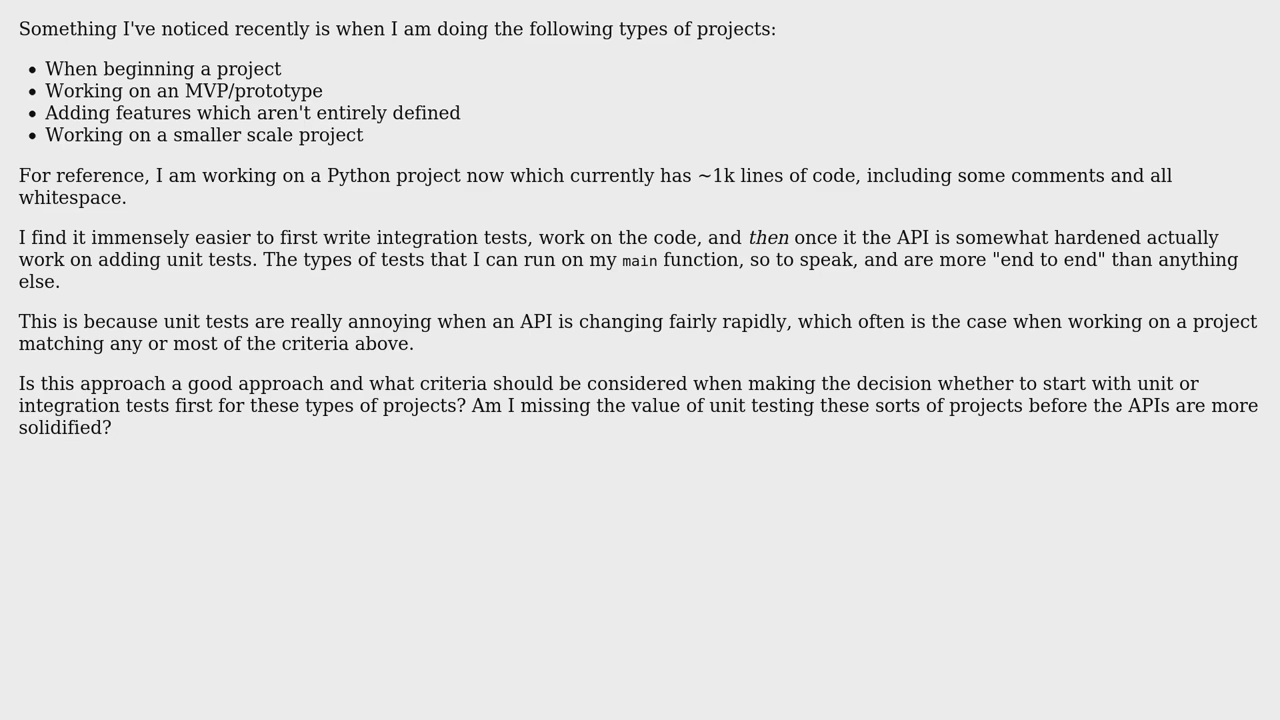 Something I've noticed recently is when I am doing the following types of projects:
• When beginning a project
• Working on an MVP/prototype
• Adding features which aren't entirely defined
• Working on a smaller scale project
For reference, I am working on a Python project now which currently has ~1k lines of code, including some comments and all
whitespace.
I find it immensely easier to first write integration tests, work on the code, and then once it the API is somewhat hardened actually
work on adding unit tests. The types of tests that I can run on my main function, so to speak, and are more "end to end" than anything
else.
This is because unit tests are really annoying when an API is changing fairly rapidly, which often is the case when working on a project
matching any or most of the criteria above.
Is this approach a good approach and what criteria should be considered when making the decision whether to start with unit or
integration tests first for these types of projects? Am I missing the value of unit testing these sorts of projects before the APIs are more
solidified?